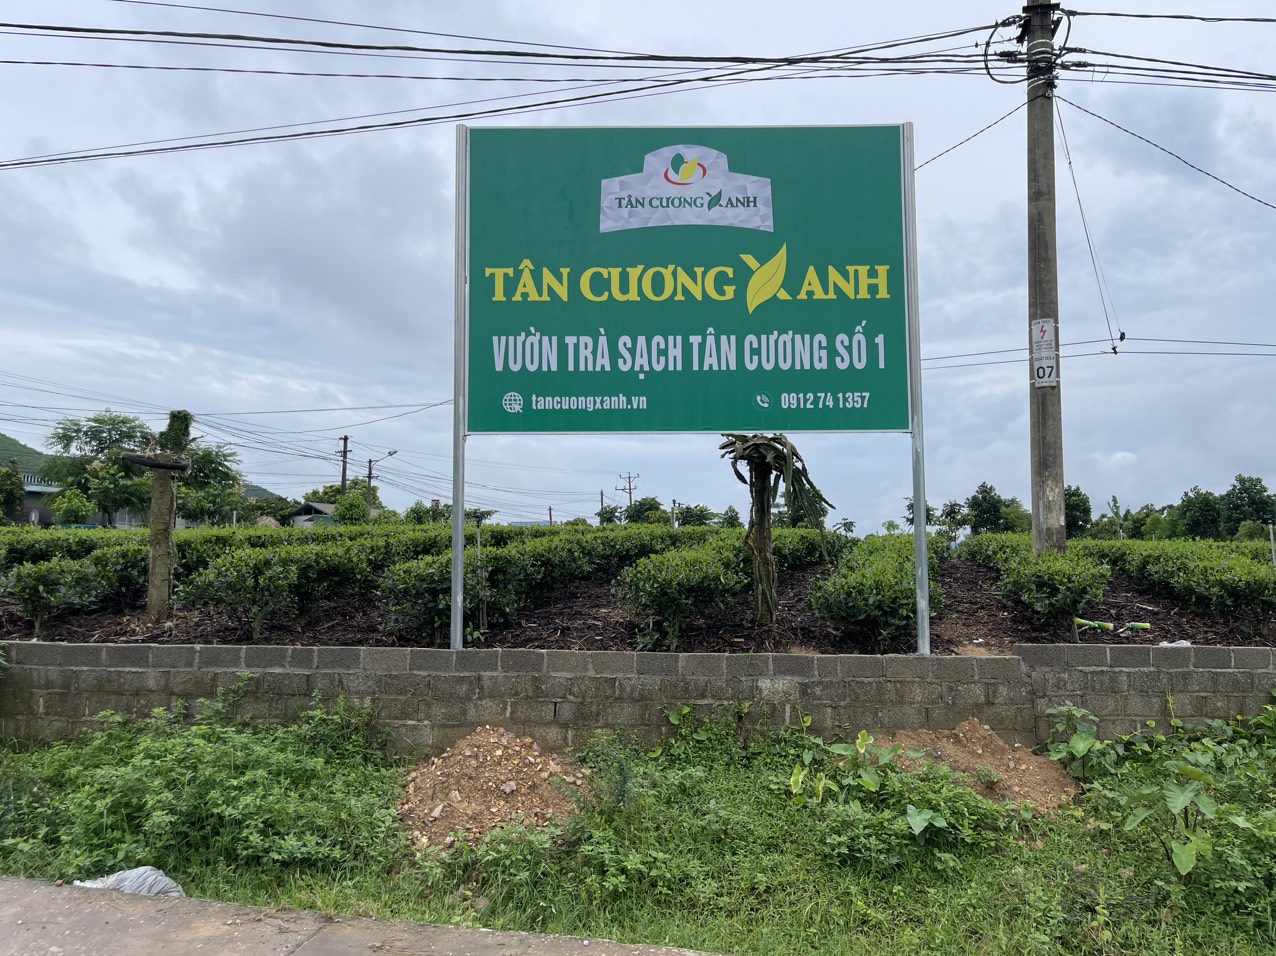 TÂN CƯƠNG XANH
TÂN CƯƠNG XANH
VƯỜN TRÀ SẠCH TÂN CƯƠNG SỐ 1
tancuongxanh.vn
0912 74 1357
07